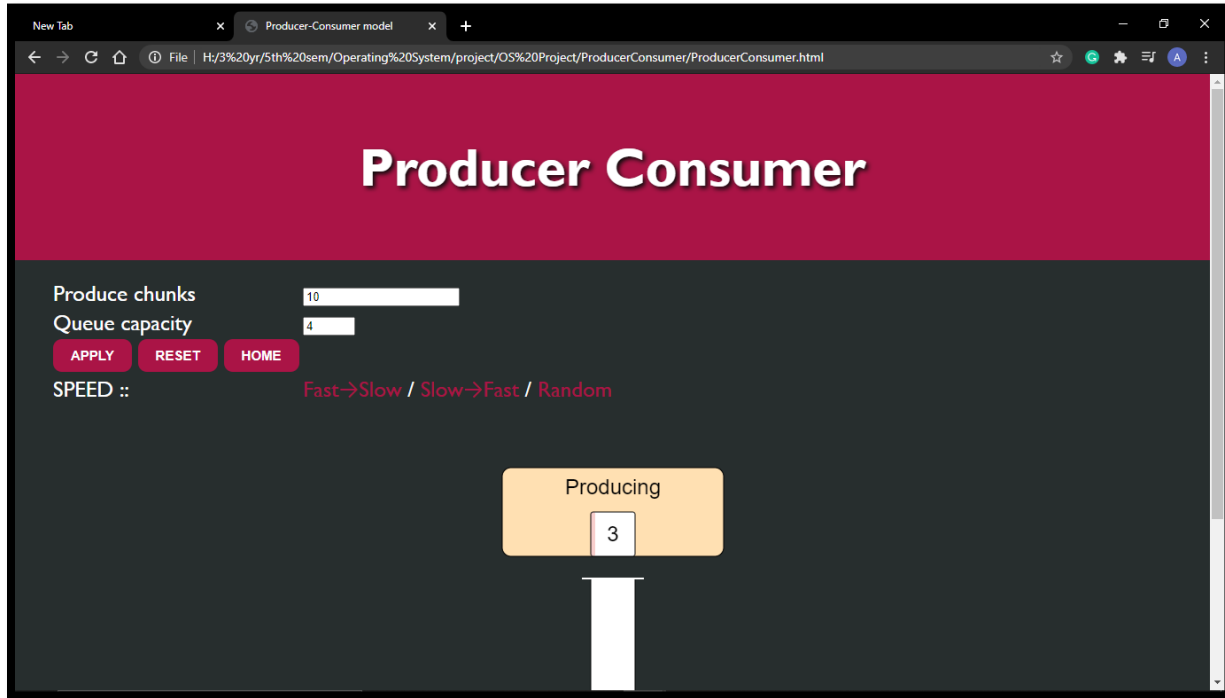 New Tab
Producer-Consumer model
File | H:/3%20yr/5th%20sem/Operating%20System/project/OS%20Project/ProducerConsumer/ProducerConsumer.html
A
Producer Consumer
Produce chunks 10
Queue capacity 4
APPLY RESET HOME
SPEED :: Fast→Slow / Slow→Fast / Random
Producing
3